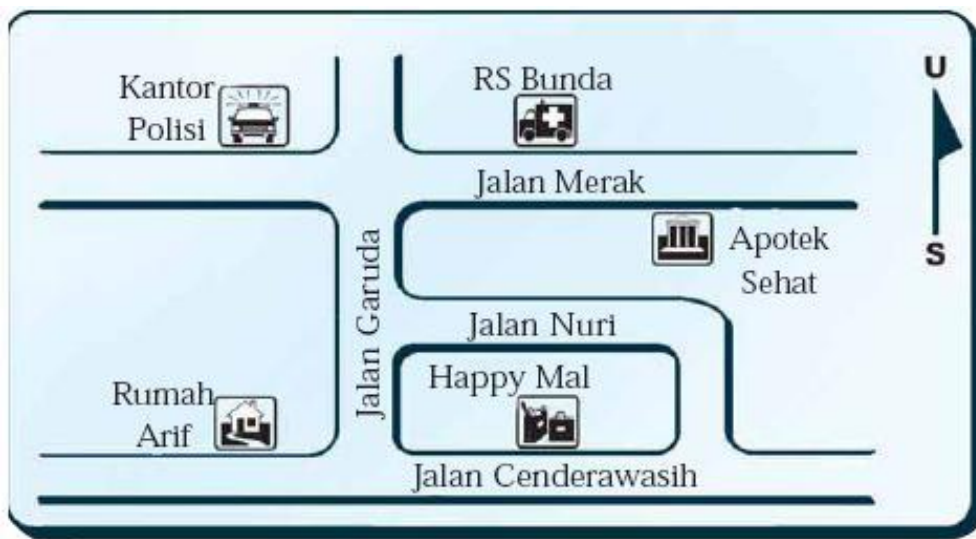 Kantor
Polisi
RS Bunda
U
Jalan Merak
Apotek
Sehat
S
Jalan Garuda
Jalan Nuri
Rumah
Arif
Happy Mal
Jalan Cenderawasih